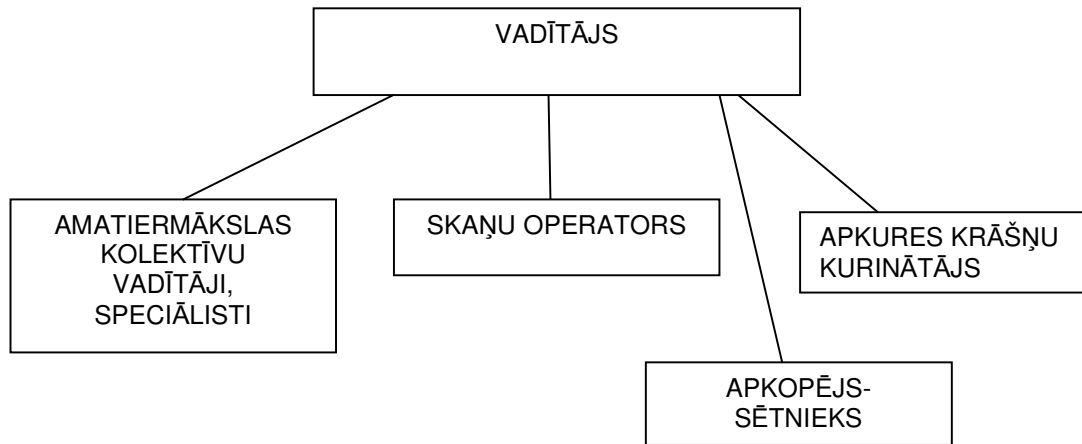 VADĪTĀJS
AMATIERMĀKSLAS
KOLEKTĪVU
VADĪTĀJI,
SPECIĀLISTI
SKAŅU OPERATORS
APKURES KRĀŠŅU
KURINĀTĀJS
APKOPĒJS-
SĒTNIEKS